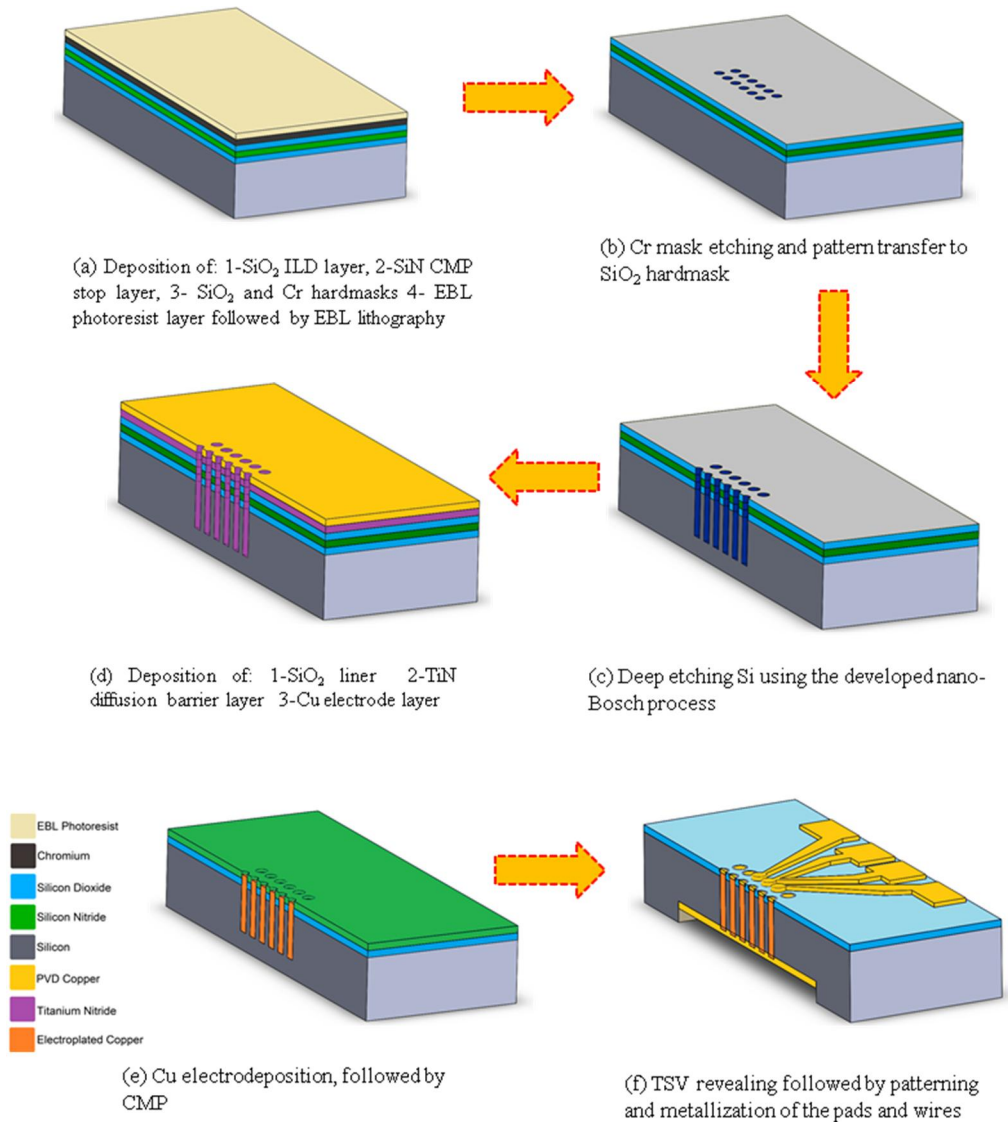 (a) Deposition of: 1-SiO₂ ILD layer, 2-SiN CMP
stop layer, 3- SiO₂ and Cr hardmasks 4- EBL
photoresist layer followed by EBL lithography
(b) Cr mask etching and pattern transfer to
SiO₂ hardmask
(d) Deposition of: 1-SiO₂ liner 2-TiN
diffusion barrier layer 3-Cu electrode layer
(c) Deep etching Si using the developed nano-
Bosch process
EBL Photoresist
Chromium
Silicon Dioxide
Silicon Nitride
Silicon
PVD Copper
Titanium Nitride
Electroplated Copper
(e) Cu electrodeposition, followed by
CMP
(f) TSV revealing followed by patterning
and metallization of the pads and wires